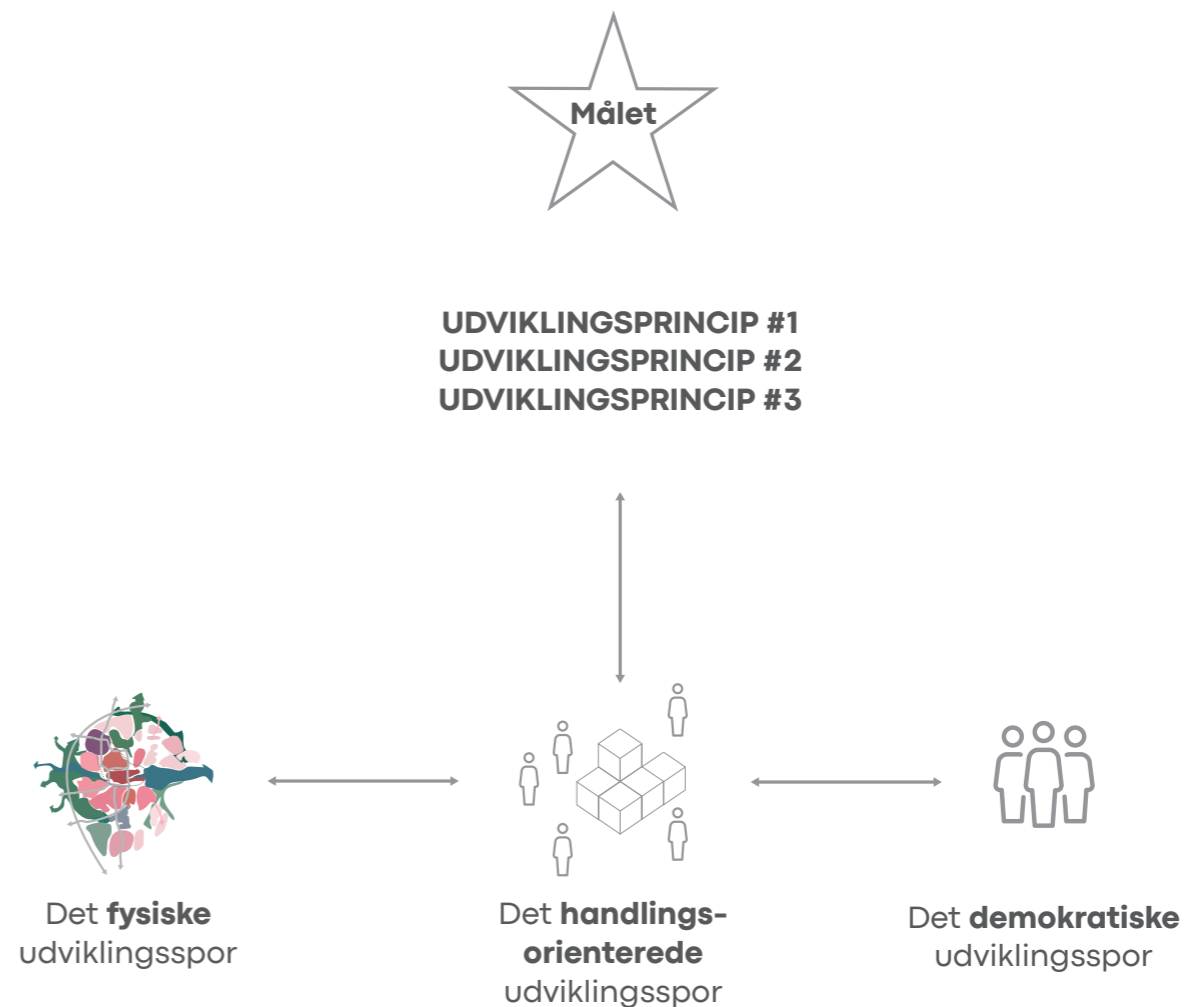 Målet
UDVIKLINGSPRINCIP #1
UDVIKLINGSPRINCIP #2
UDVIKLINGSPRINCIP #3
Det fysiske
udviklingsspor
Det handlings-
orienterede
udviklingsspor
Det demokratiske
udviklingsspor